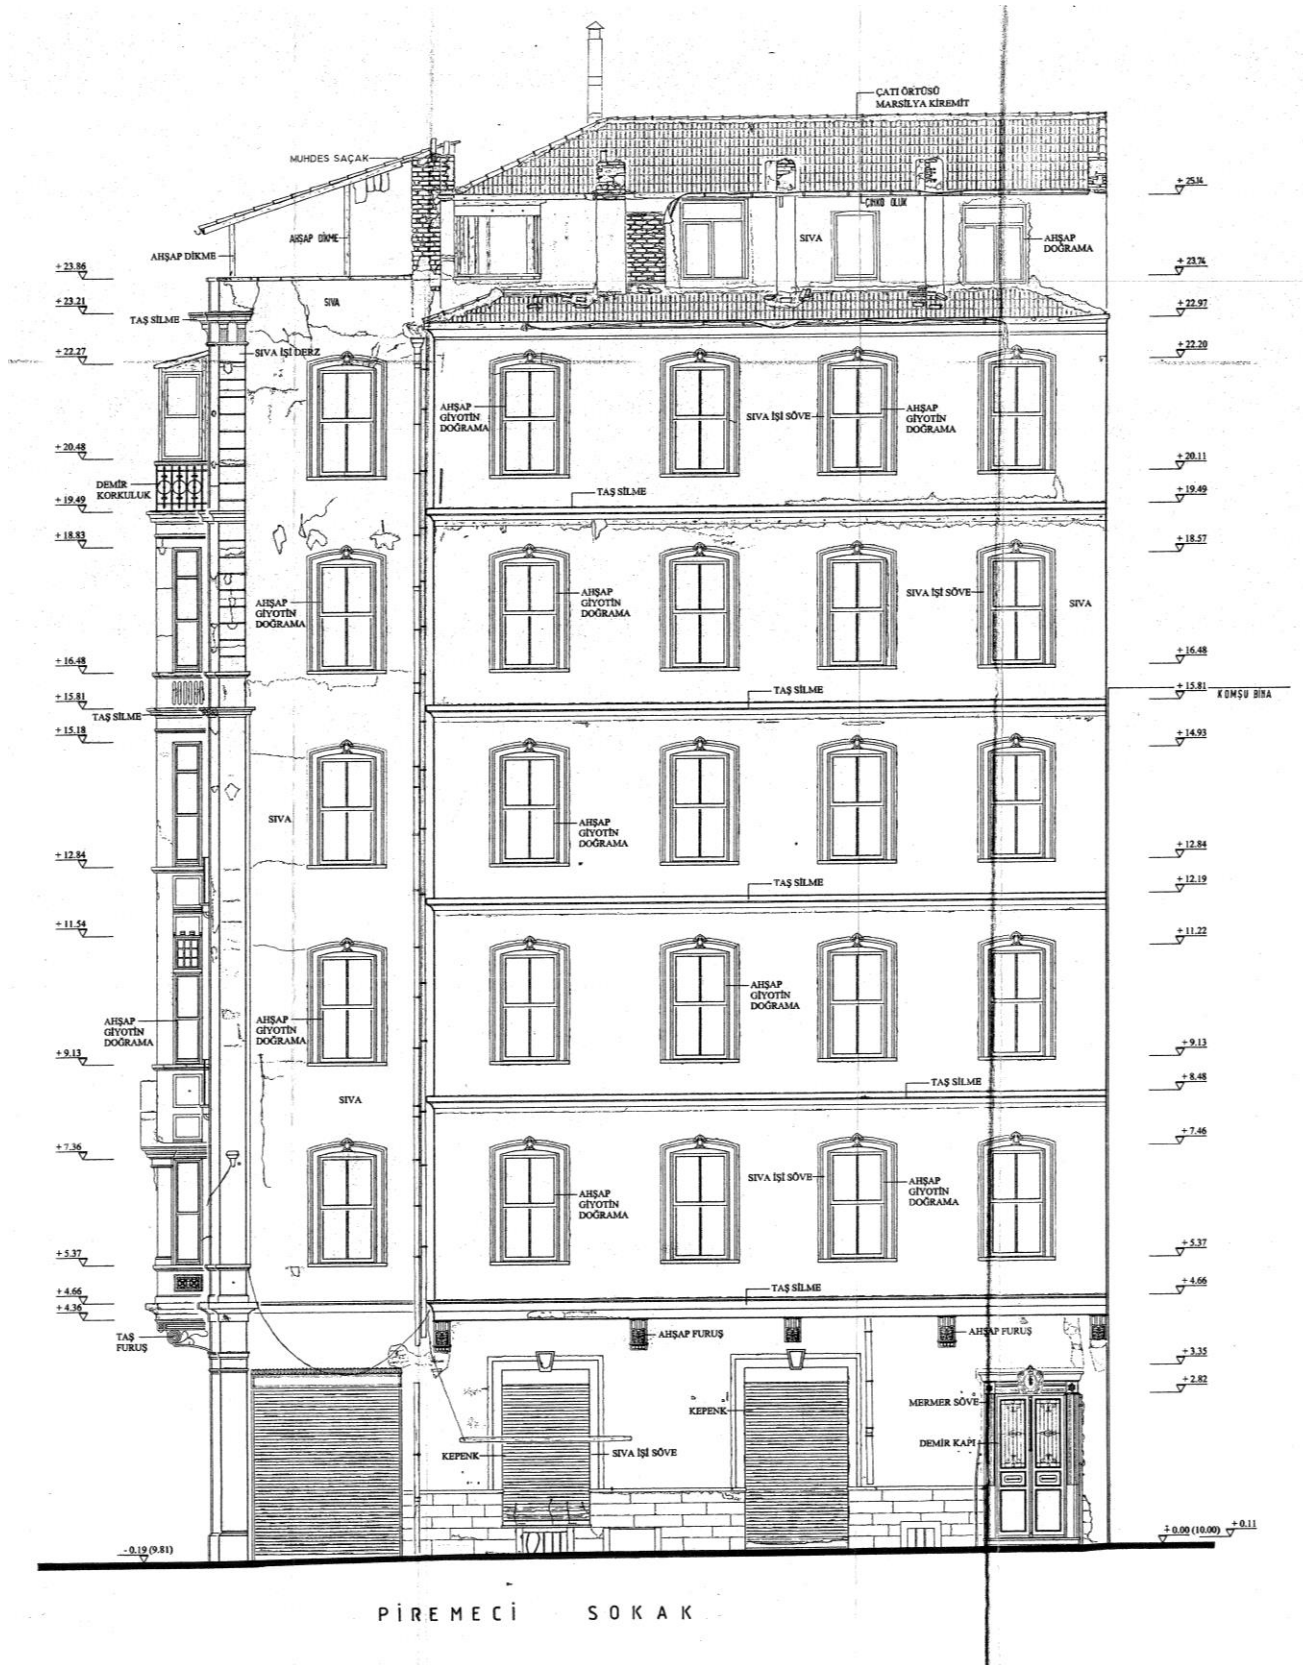 ÇATI ÖRTÜSÜ
MARSİLYA KİREMİT
MUHDES SAÇAK
+ 25.14
ÇİNKO OLUK
AHŞAP DİKME
SIVA
AHŞAP
DOĞRAMA
AHŞAP DİKME
+ 23.86
+ 23.74
SIVA
+ 23.21
+ 22.97
TAŞ SİLME
+ 22.27
SIVA İŞİ DERZ
+ 22.20
AHŞAP
GİYOTİN
DOĞRAMA
SIVA İŞİ SÖVE
AHŞAP
GİYOTİN
DOĞRAMA
+ 20.48
+ 20.11
DEMİR
KORKULUK
+ 19.49
TAŞ SİLME
+ 19.49
+ 18.83
+ 18.57
AHŞAP
GİYOTİN
DOĞRAMA
AHŞAP
GİYOTİN
DOĞRAMA
SIVA İŞİ SÖVE
SIVA
+ 16.48
+ 16.48
+ 15.81
TAŞ SİLME
+ 15.81
KOMŞU BİNA
TAŞ SİLME
+ 15.18
+ 14.93
SIVA
AHŞAP
GİYOTİN
DOĞRAMA
+ 12.84
+ 12.84
TAŞ SİLME
+ 12.19
+ 11.54
+ 11.22
AHŞAP
GİYOTİN
DOĞRAMA
AHŞAP
GİYOTİN
DOĞRAMA
AHŞAP
GİYOTİN
DOĞRAMA
+ 9.13
+ 9.13
TAŞ SİLME
+ 8.48
SIVA
+ 7.36
+ 7.46
AHŞAP
GİYOTİN
DOĞRAMA
SIVA İŞİ SÖVE
AHŞAP
GİYOTİN
DOĞRAMA
+ 5.37
+ 5.37
+ 4.66
TAŞ SİLME
+ 4.66
+ 4.36
TAŞ
FURUŞ
AHŞAP FURUŞ
AHŞAP FURUŞ
+ 3.35
+ 2.82
KEPENK
MERMER SÖVE
KEPENK
SIVA İŞİ SÖVE
DEMİR KAPI
- 0.19 (9.81)
+ 0.00 (10.00)
+ 0.11
PİREMECİ SOKAK